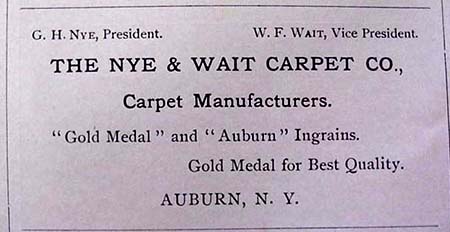 G. H. Nye, President. W. F. Wait, Vice President.
THE NYE & WAIT CARPET CO.,
Carpet Manufacturers.
"Gold Medal" and "Auburn" Ingrains.
Gold Medal for Best Quality.
AUBURN, N. Y.